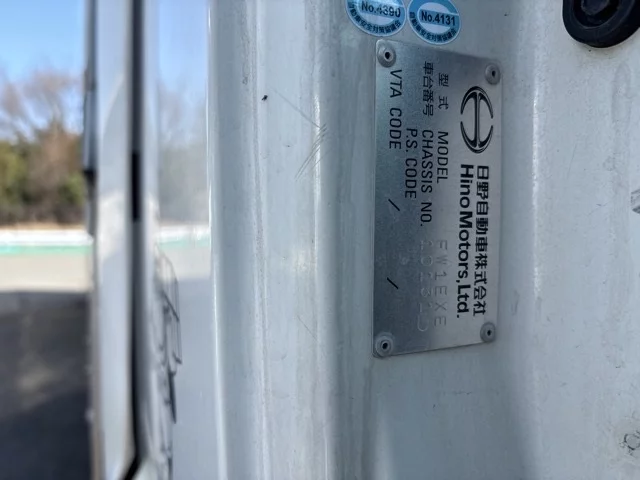 No.4390
No.4131
日野自動車株式会社
Hino Motors, Ltd.
型式 MODEL FW1EXE
車台番号 CHASSIS NO.
P.S. CODE /
VTA CODE /